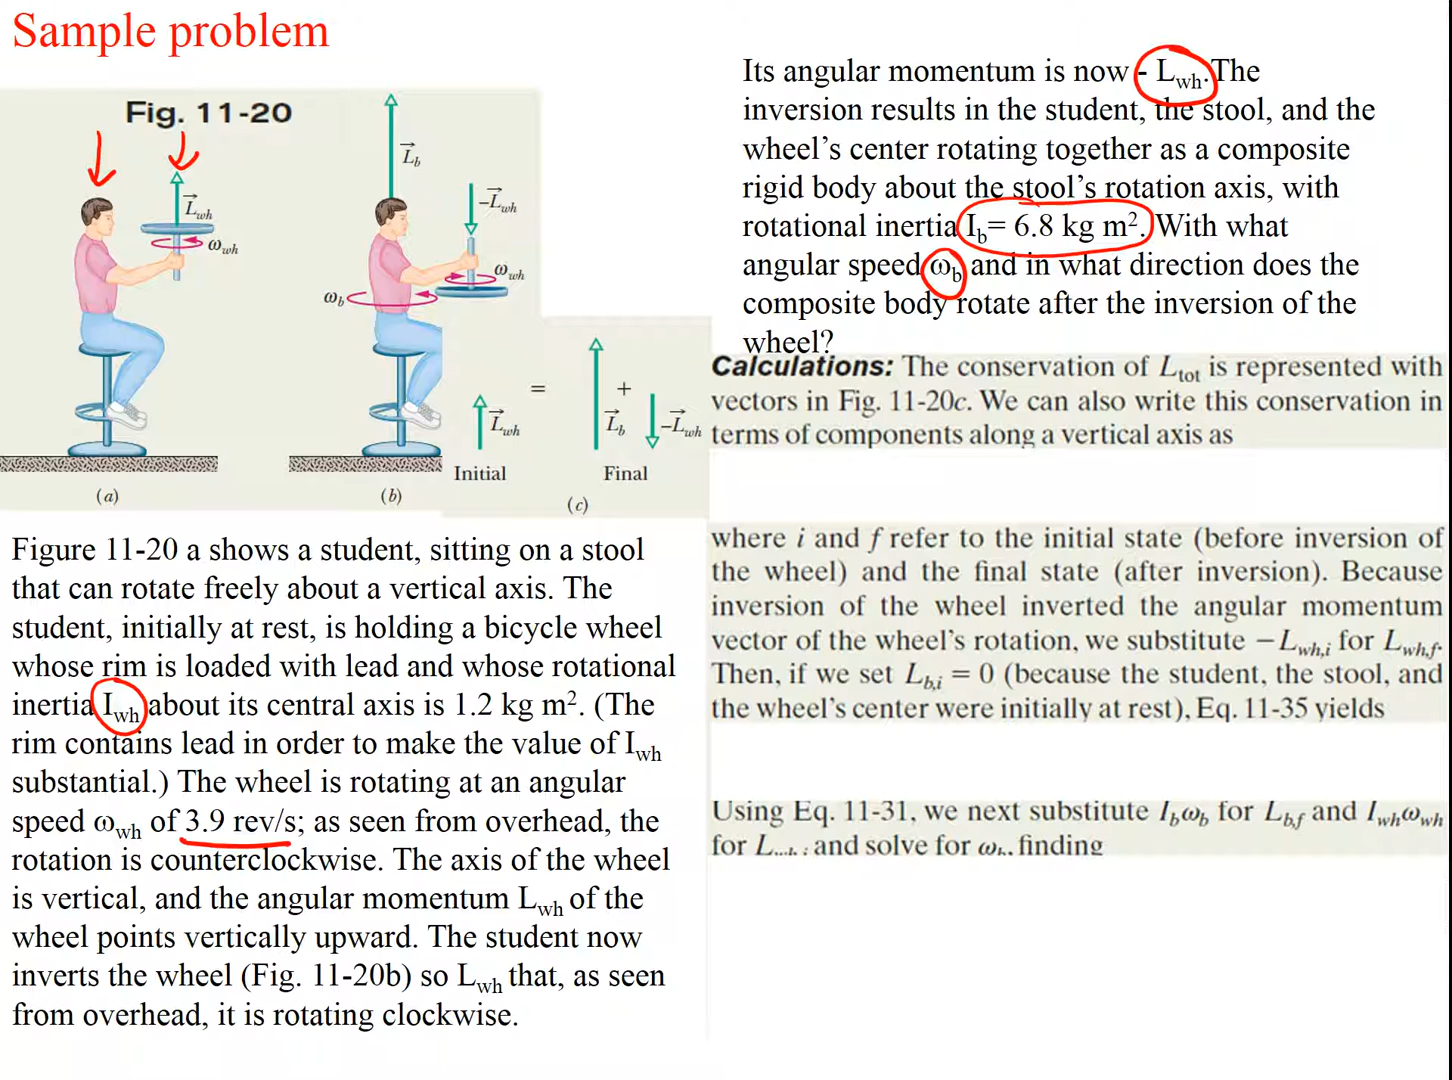 Sample problem
Fig. 11-20
L_wh
ω_wh
(a)
L_b
-L_wh
ω_wh
ω_b
(b)
L_wh
=
L_b
+
-L_wh
Initial
Final
(c)
Figure 11-20 a shows a student, sitting on a stool
that can rotate freely about a vertical axis. The
student, initially at rest, is holding a bicycle wheel
whose rim is loaded with lead and whose rotational
inertia I_wh about its central axis is 1.2 kg m². (The
rim contains lead in order to make the value of I_wh
substantial.) The wheel is rotating at an angular
speed ω_wh of 3.9 rev/s; as seen from overhead, the
rotation is counterclockwise. The axis of the wheel
is vertical, and the angular momentum L_wh of the
wheel points vertically upward. The student now
inverts the wheel (Fig. 11-20b) so L_wh that, as seen
from overhead, it is rotating clockwise.
Its angular momentum is now - L_wh. The
inversion results in the student, the stool, and the
wheel's center rotating together as a composite
rigid body about the stool's rotation axis, with
rotational inertia I_b= 6.8 kg m². With what
angular speed ω_b and in what direction does the
composite body rotate after the inversion of the
wheel?
Calculations: The conservation of L_tot is represented with
vectors in Fig. 11-20c. We can also write this conservation in
terms of components along a vertical axis as
where i and f refer to the initial state (before inversion of
the wheel) and the final state (after inversion). Because
inversion of the wheel inverted the angular momentum
vector of the wheel's rotation, we substitute −L_wh,i for L_wh,f.
Then, if we set L_b,i = 0 (because the student, the stool, and
the wheel's center were initially at rest), Eq. 11-35 yields
Using Eq. 11-31, we next substitute I_bω_b for L_b,f and I_whω_wh
for L_wh,i and solve for ω_b, finding